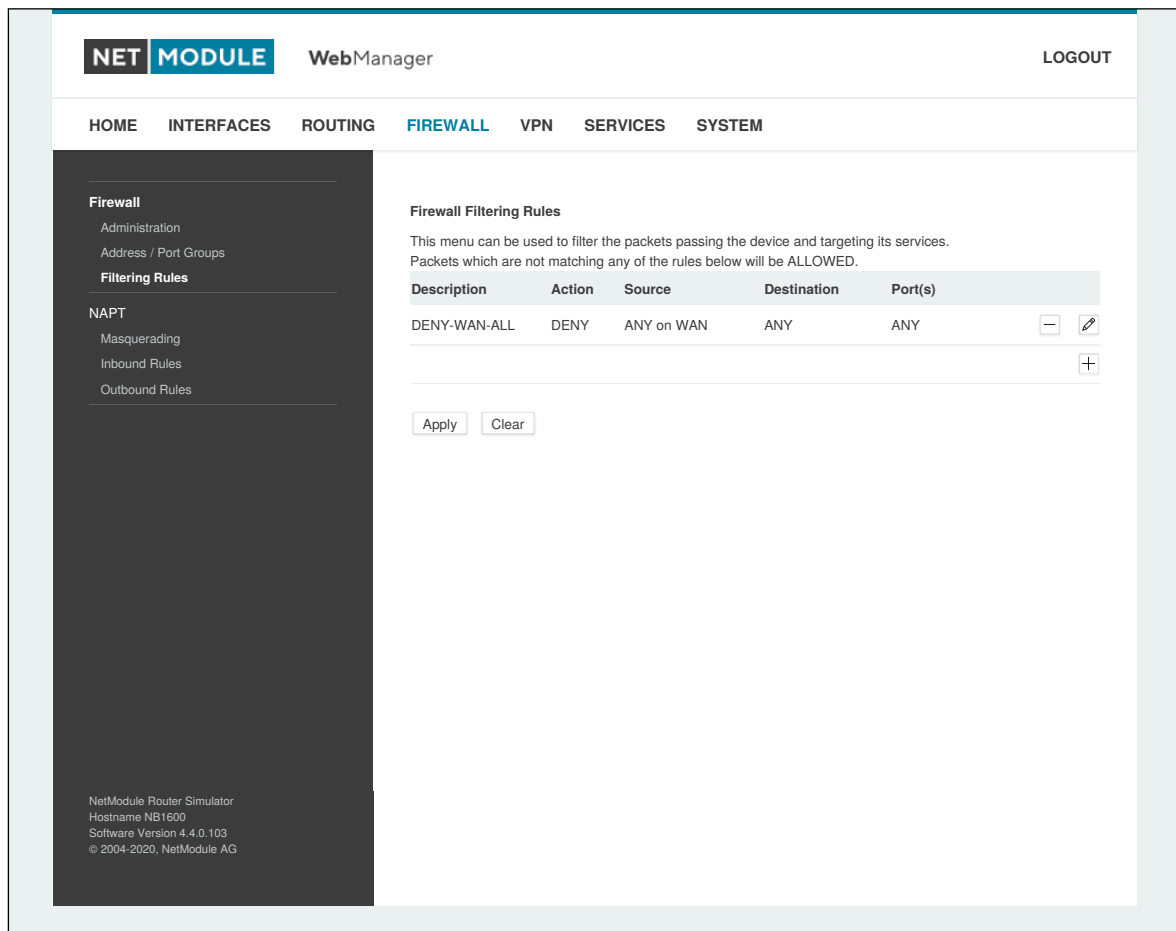 NET MODULE WebManager LOGOUT
HOME INTERFACES ROUTING FIREWALL VPN SERVICES SYSTEM
Firewall
Administration
Address / Port Groups
Filtering Rules
NAPT
Masquerading
Inbound Rules
Outbound Rules
Firewall Filtering Rules
This menu can be used to filter the packets passing the device and targeting its services.
Packets which are not matching any of the rules below will be ALLOWED.
Description Action Source Destination Port(s)
DENY-WAN-ALL DENY ANY on WAN ANY ANY
Apply Clear
NetModule Router Simulator
Hostname NB1600
Software Version 4.4.0.103
© 2004-2020, NetModule AG